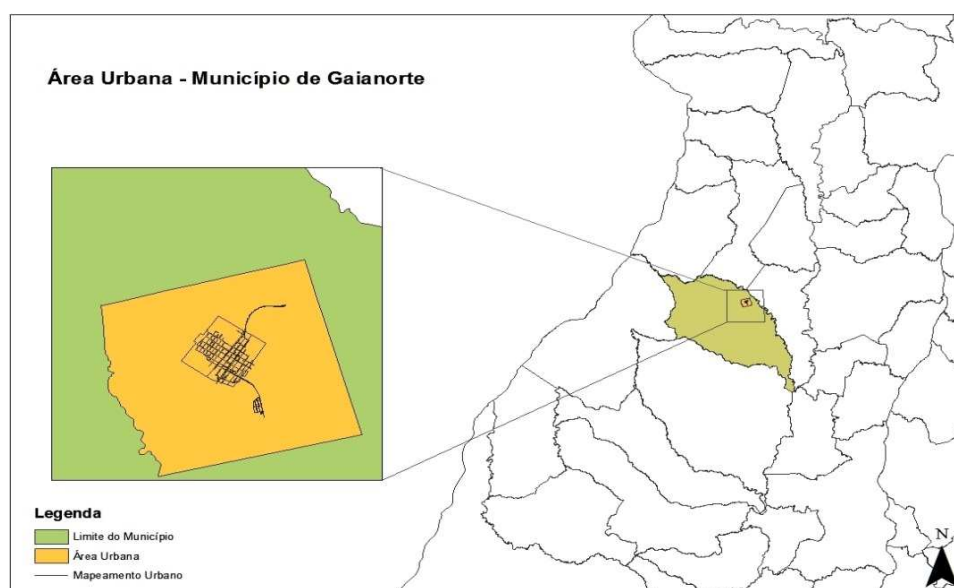 Área Urbana - Município de Gaianorte
Legenda
Limite do Município
Área Urbana
Mapeamento Urbano
N